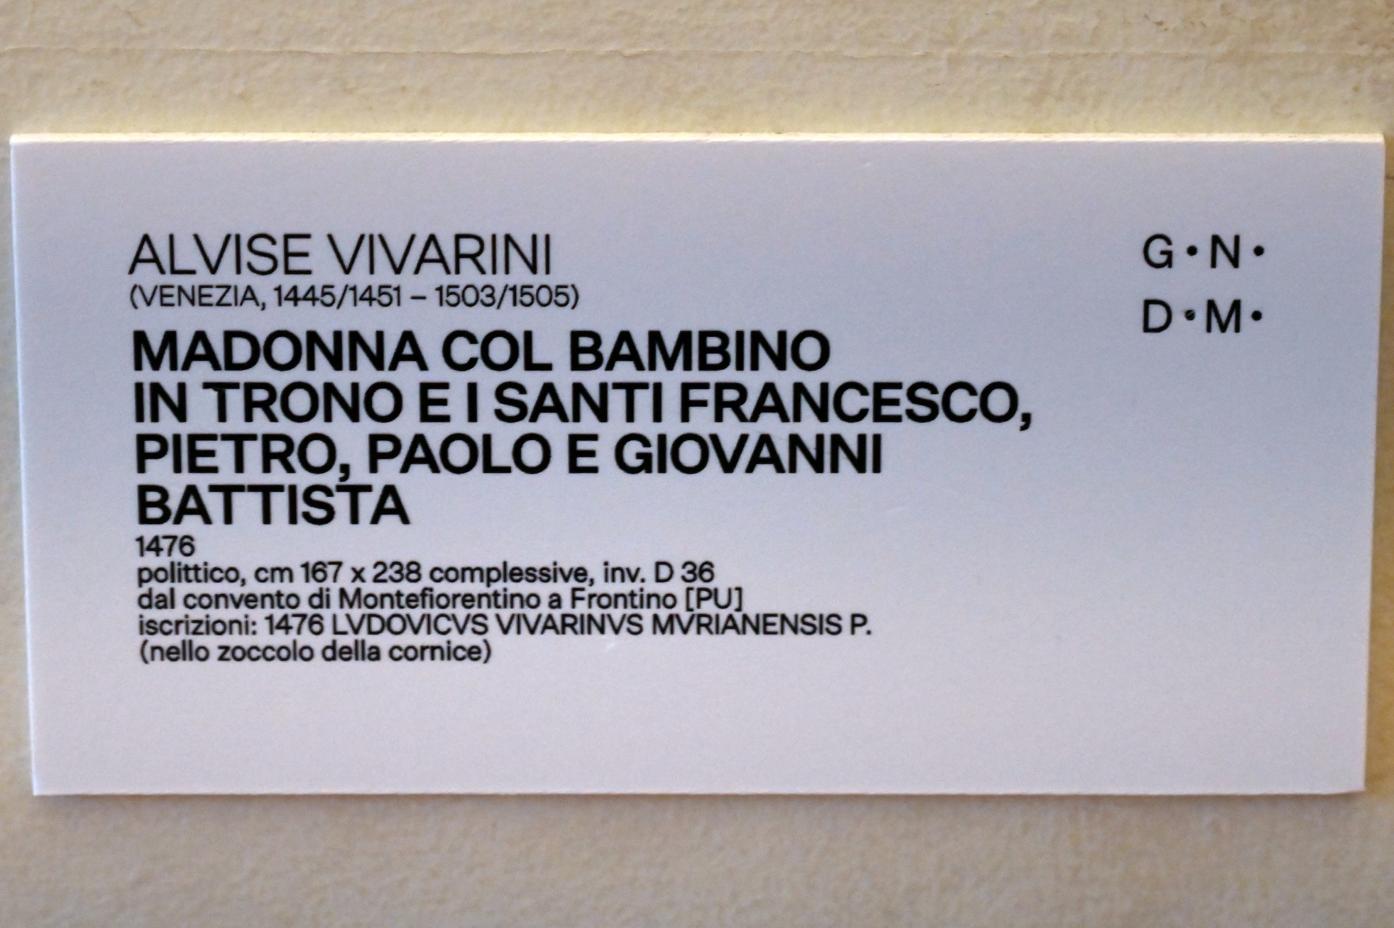 ALVISE VIVARINI
(VENEZIA, 1445/1451 – 1503/1505)
MADONNA COL BAMBINO
IN TRONO E I SANTI FRANCESCO,
PIETRO, PAOLO E GIOVANNI
BATTISTA
1476
polittico, cm 167 x 238 complessive, inv. D 36
dal convento di Montefiorentino a Frontino [PU]
iscrizioni: 1476 LVDOVICVS VIVARINVS MVRIANENSIS P.
(nello zoccolo della cornice)
G·N·
D·M·